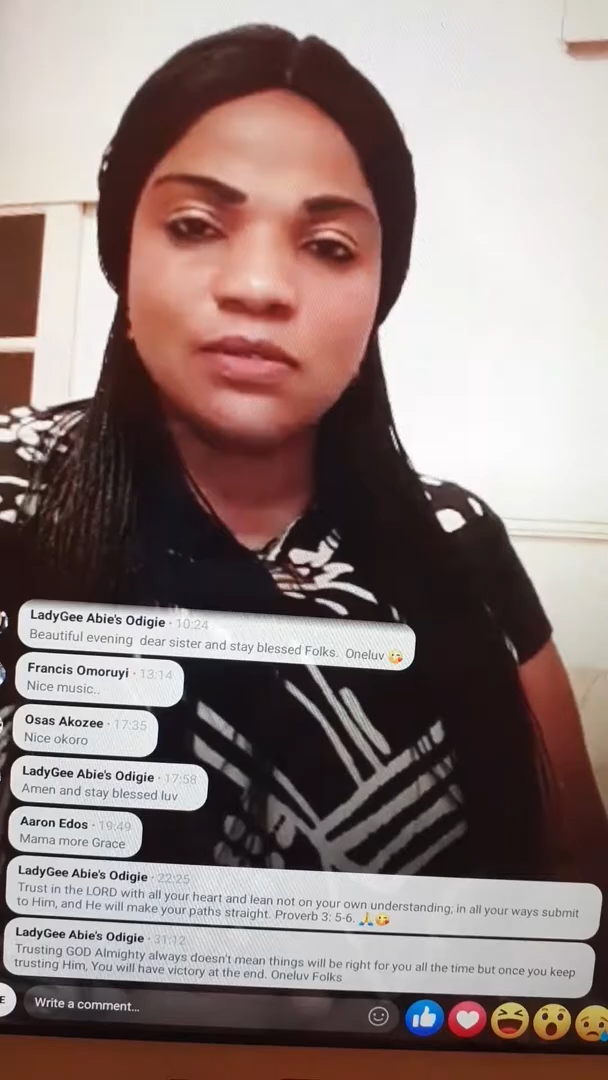 LadyGee Abie's Odigie · 10:24
Beautiful evening dear sister and stay blessed Folks. Oneluv 😘
Francis Omoruyi · 13:14
Nice music..
Osas Akozee · 17:35
Nice okoro
LadyGee Abie's Odigie · 17:58
Amen and stay blessed luv
Aaron Edos · 19:49
Mama more Grace
LadyGee Abie's Odigie · 22:25
Trust in the LORD with all your heart and lean not on your own understanding; in all your ways submit
to Him, and He will make your paths straight. Proverb 3: 5-6. 🙏😘
LadyGee Abie's Odigie · 31:12
Trusting GOD Almighty always doesn't mean things will be right for you all the time but once you keep
trusting Him, You will have victory at the end. Oneluv Folks
E
Write a comment...